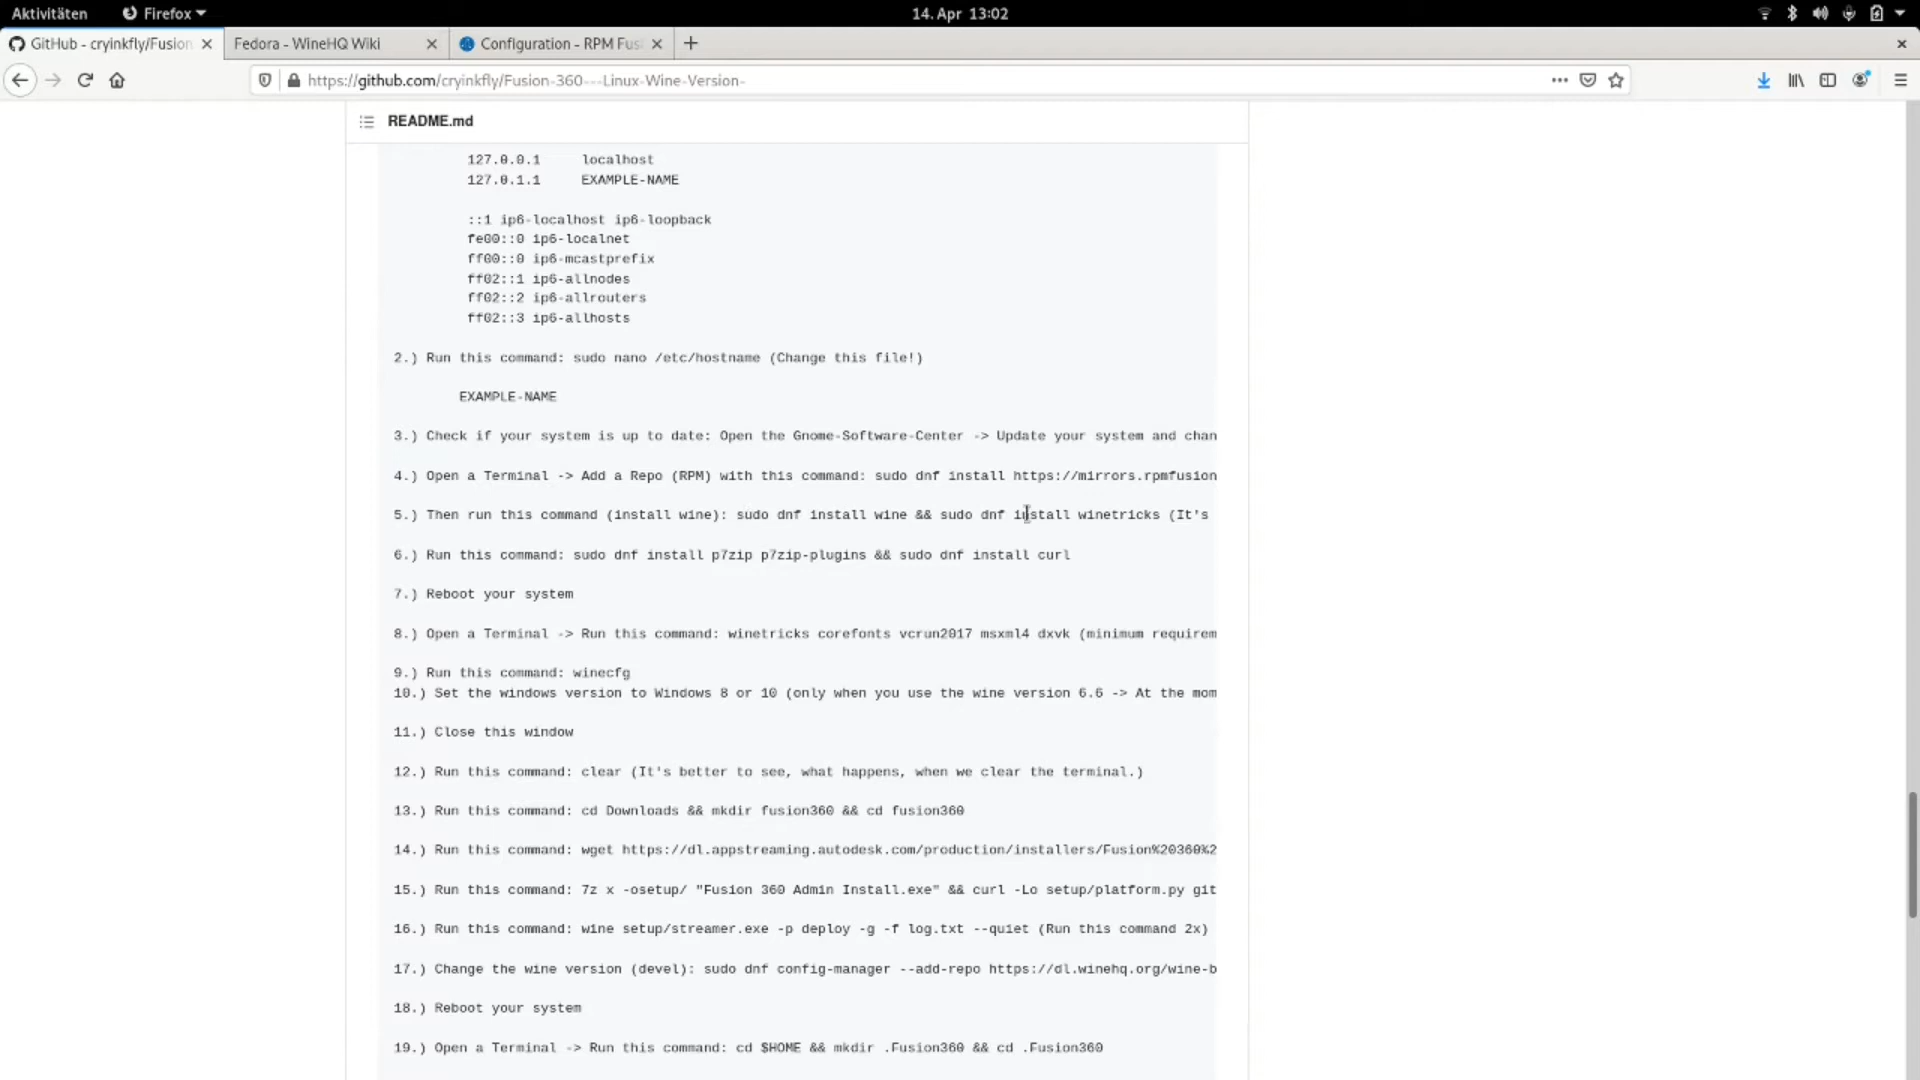 Aktivitäten
Firefox
14. Apr 13:02
GitHub - cryinkfly/Fusion
Fedora - WineHQ Wiki
Configuration - RPM Fus
https://github.com/cryinkfly/Fusion-360---Linux-Wine-Version-
README.md
127.0.0.1 localhost
127.0.1.1 EXAMPLE-NAME
::1 ip6-localhost ip6-loopback
fe00::0 ip6-localnet
ff00::0 ip6-mcastprefix
ff02::1 ip6-allnodes
ff02::2 ip6-allrouters
ff02::3 ip6-allhosts
2.) Run this command: sudo nano /etc/hostname (Change this file!)
EXAMPLE-NAME
3.) Check if your system is up to date: Open the Gnome-Software-Center -> Update your system and chan
4.) Open a Terminal -> Add a Repo (RPM) with this command: sudo dnf install https://mirrors.rpmfusion
5.) Then run this command (install wine): sudo dnf install wine && sudo dnf install winetricks (It's
6.) Run this command: sudo dnf install p7zip p7zip-plugins && sudo dnf install curl
7.) Reboot your system
8.) Open a Terminal -> Run this command: winetricks corefonts vcrun2017 msxml4 dxvk (minimum requirem
9.) Run this command: winecfg
10.) Set the windows version to Windows 8 or 10 (only when you use the wine version 6.6 -> At the mom
11.) Close this window
12.) Run this command: clear (It's better to see, what happens, when we clear the terminal.)
13.) Run this command: cd Downloads && mkdir fusion360 && cd fusion360
14.) Run this command: wget https://dl.appstreaming.autodesk.com/production/installers/Fusion%20360%2
15.) Run this command: 7z x -osetup/ "Fusion 360 Admin Install.exe" && curl -Lo setup/platform.py git
16.) Run this command: wine setup/streamer.exe -p deploy -g -f log.txt --quiet (Run this command 2x)
17.) Change the wine version (devel): sudo dnf config-manager --add-repo https://dl.winehq.org/wine-b
18.) Reboot your system
19.) Open a Terminal -> Run this command: cd $HOME && mkdir .Fusion360 && cd .Fusion360